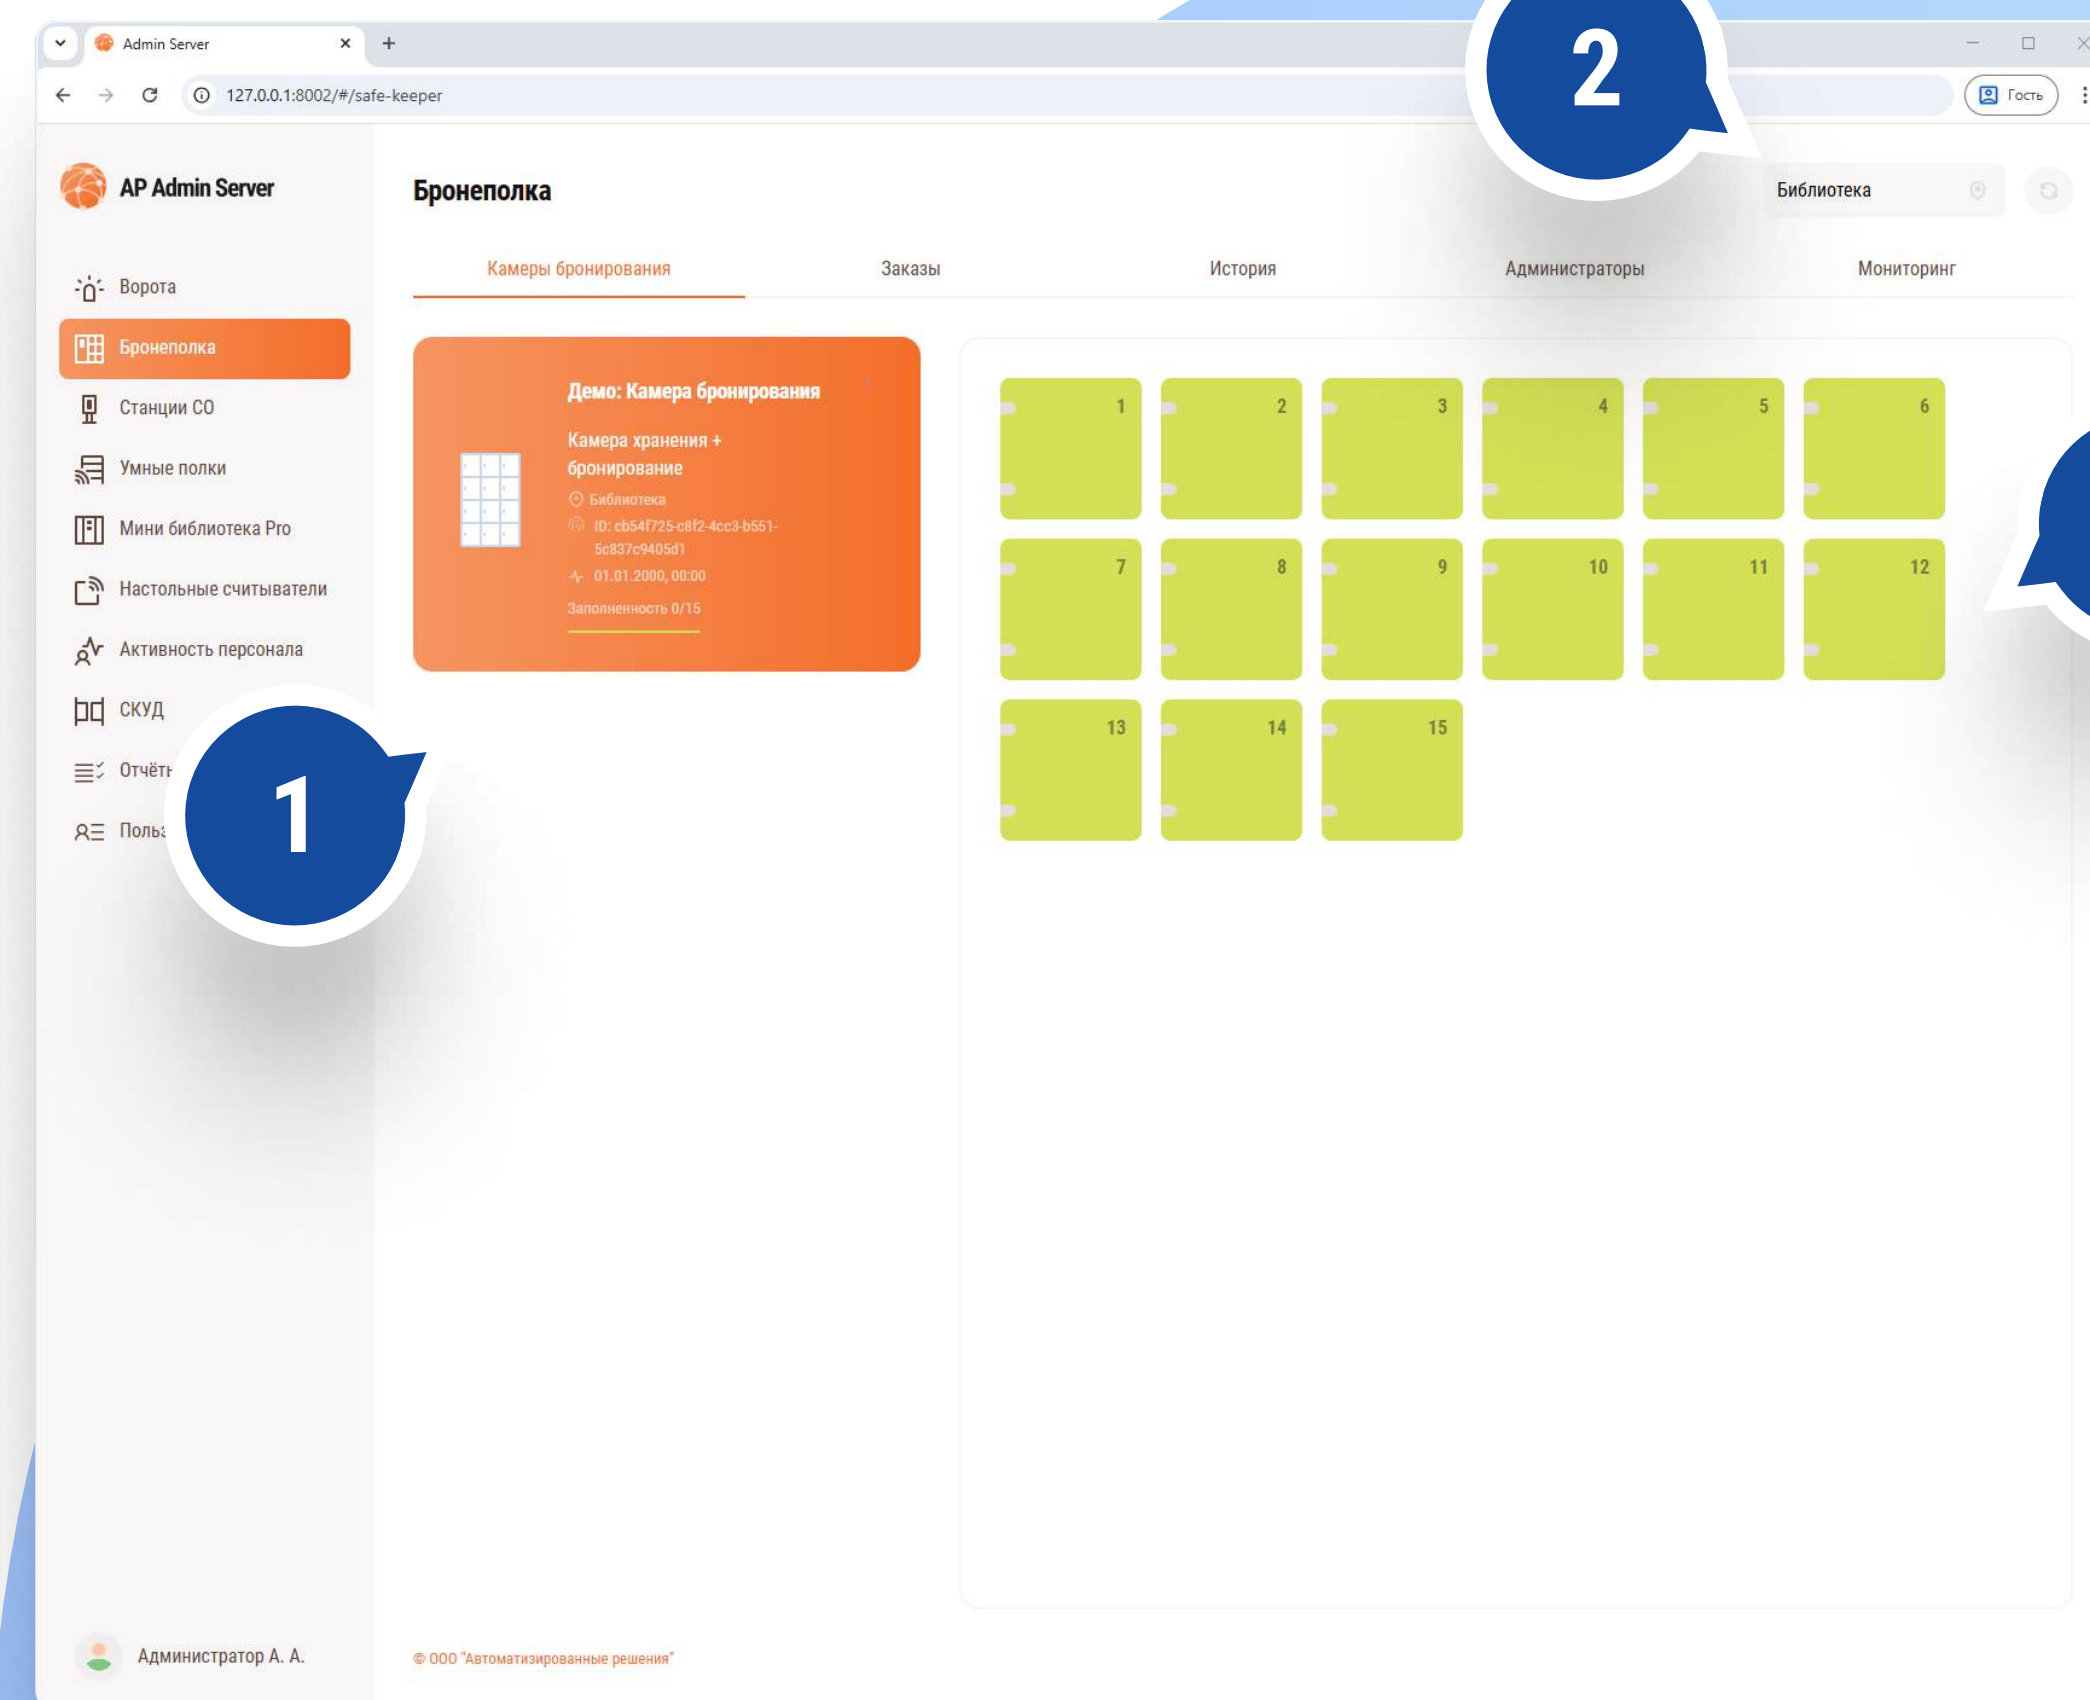 Admin Server
2
127.0.0.1:8002/#/safe-keeper
Гость
AP Admin Server
Бронеполка
Библиотека
Камеры бронирования
Заказы
История
Администраторы
Мониторинг
Ворота
Бронеполка
Станции СО
Умные полки
Мини библиотека Pro
Настольные считыватели
Активность персонала
СКУД
1
Демо: Камера бронирования
Камера хранения +
бронирование
Библиотека
ID: cb54f725-c8f2-4cc3-b551-
5c837c9405d1
01.01.2000, 00:00
Заполненность 0/15
1 2 3 4 5 6
7 8 9 10 11 12
13 14 15
Администратор А. А.
© ООО "Автоматизированные решения"